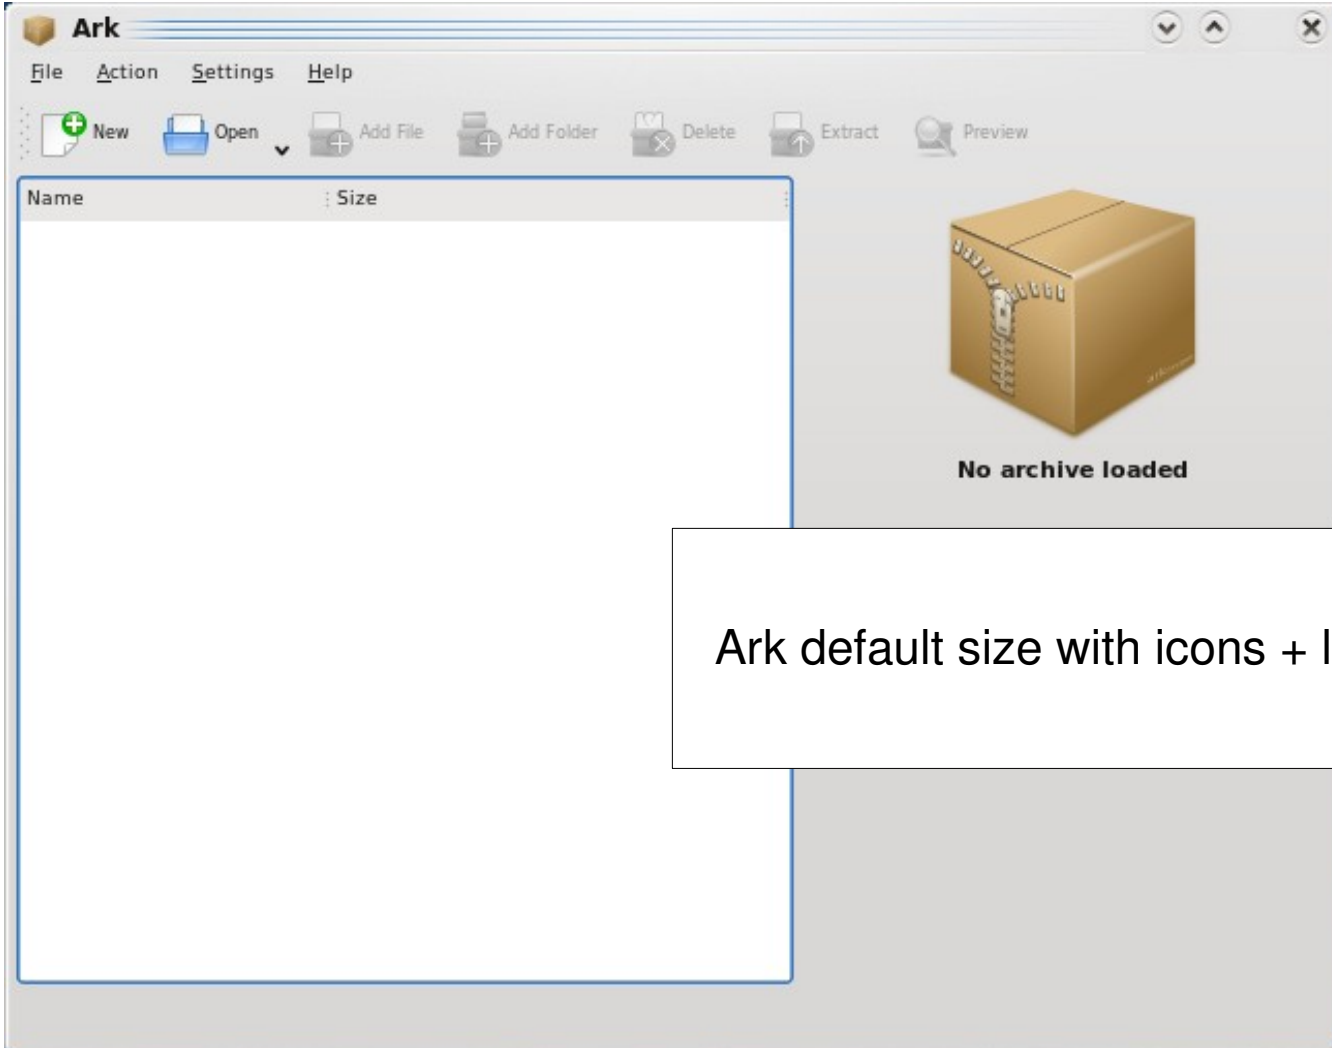 Ark
File Action Settings Help
New Open Add File Add Folder Delete Extract Preview
Name Size
No archive loaded
Ark default size with icons +